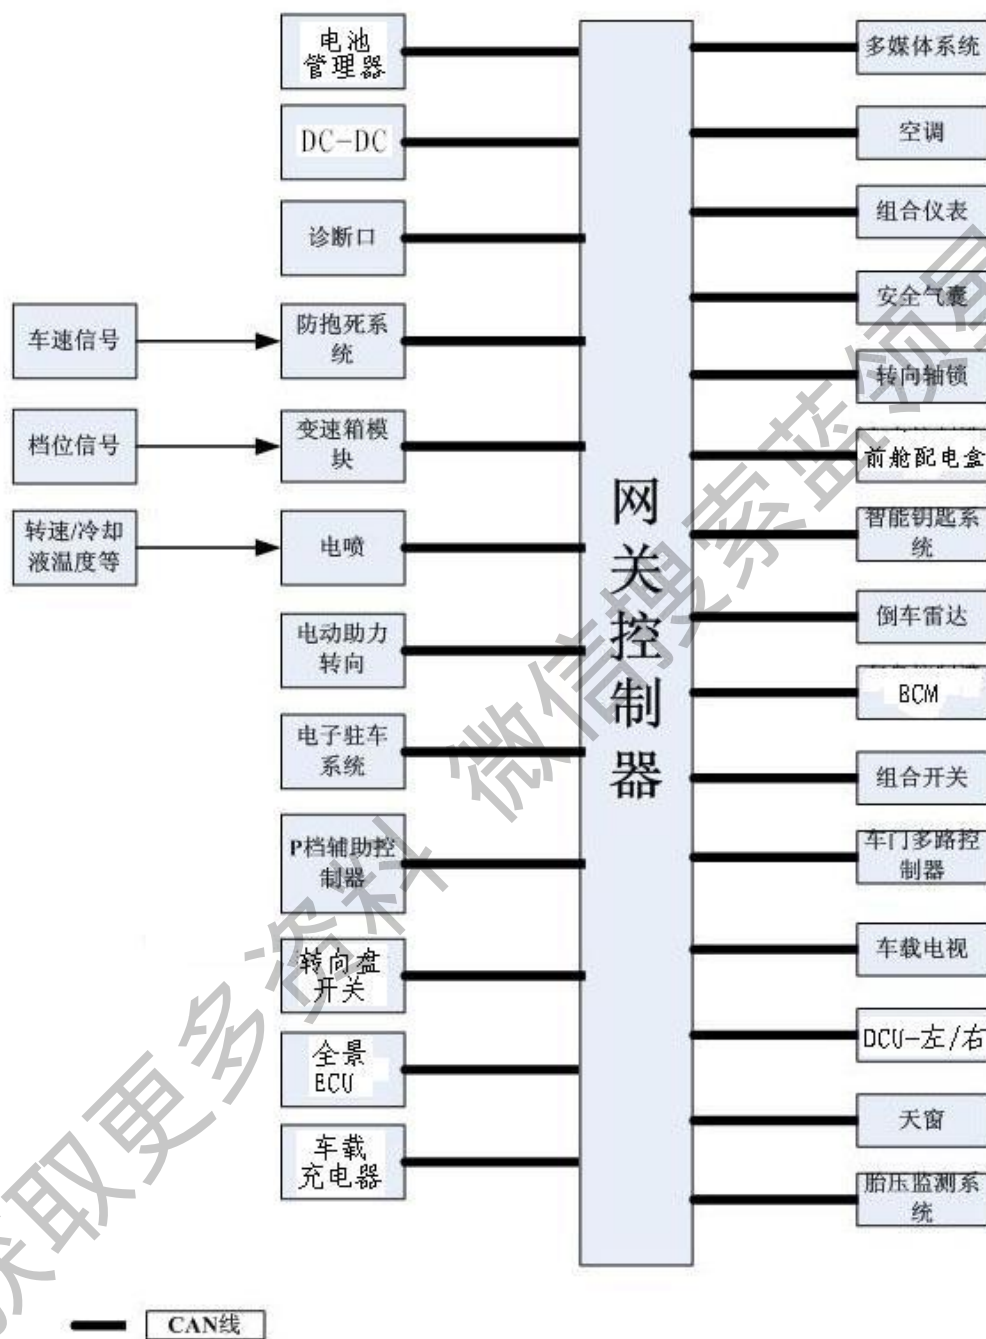 电池
管理器
DC-DC
诊断口
车速信号
防抱死系
统
档位信号
变速箱模
块
转速/冷却
液温度等
电喷
电动助力
转向
电子驻车
系统
P档辅助控
制器
转向盘
开关
全景
ECU
车载
充电器
网
关
控
制
器
多媒体系统
空调
组合仪表
安全气囊
转向轴锁
前舱配电盒
智能钥匙系
统
倒车雷达
BCM
组合开关
车门多路控
制器
车载电视
DCU-左/右
天窗
胎压监测系
统
CAN线
获取更多资料 微信搜索蓝领星